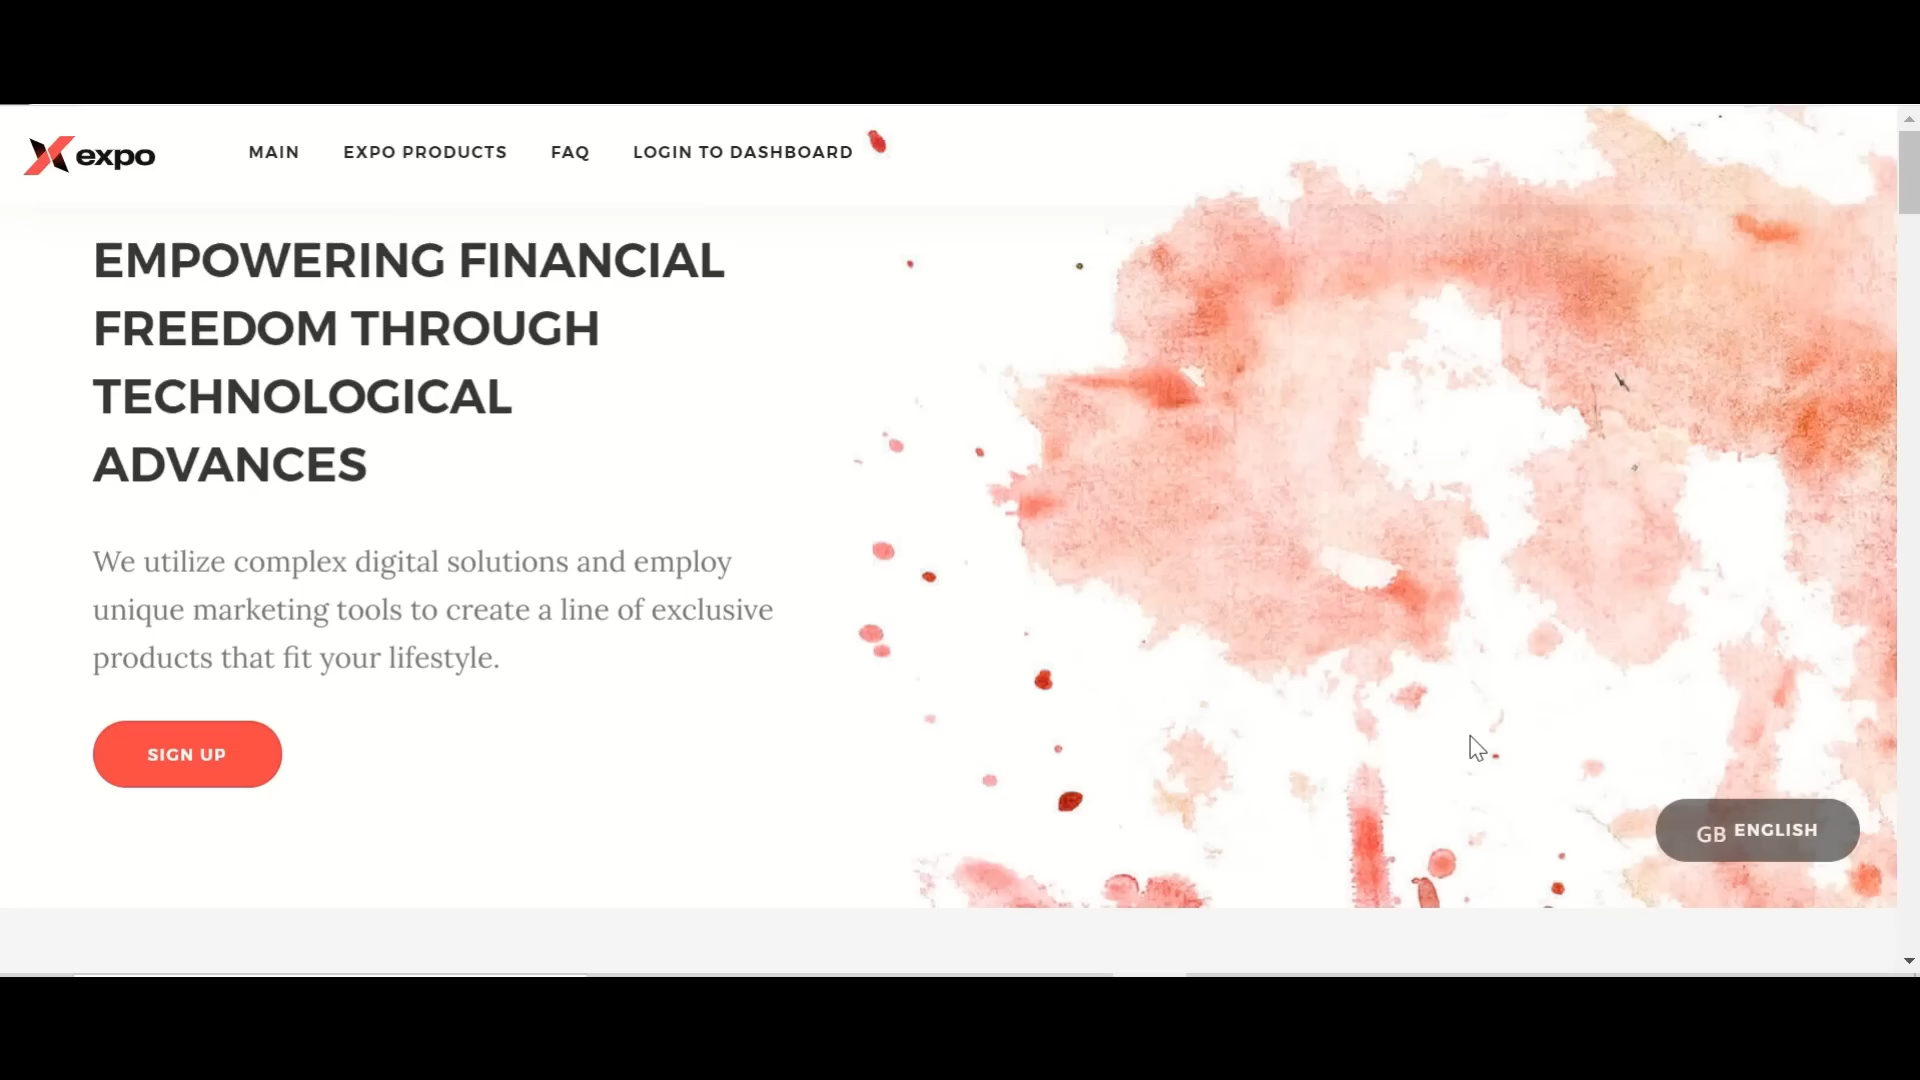 expo
MAIN
EXPO PRODUCTS
FAQ
LOGIN TO DASHBOARD
EMPOWERING FINANCIAL
FREEDOM THROUGH
TECHNOLOGICAL
ADVANCES
We utilize complex digital solutions and employ
unique marketing tools to create a line of exclusive
products that fit your lifestyle.
SIGN UP
GB ENGLISH